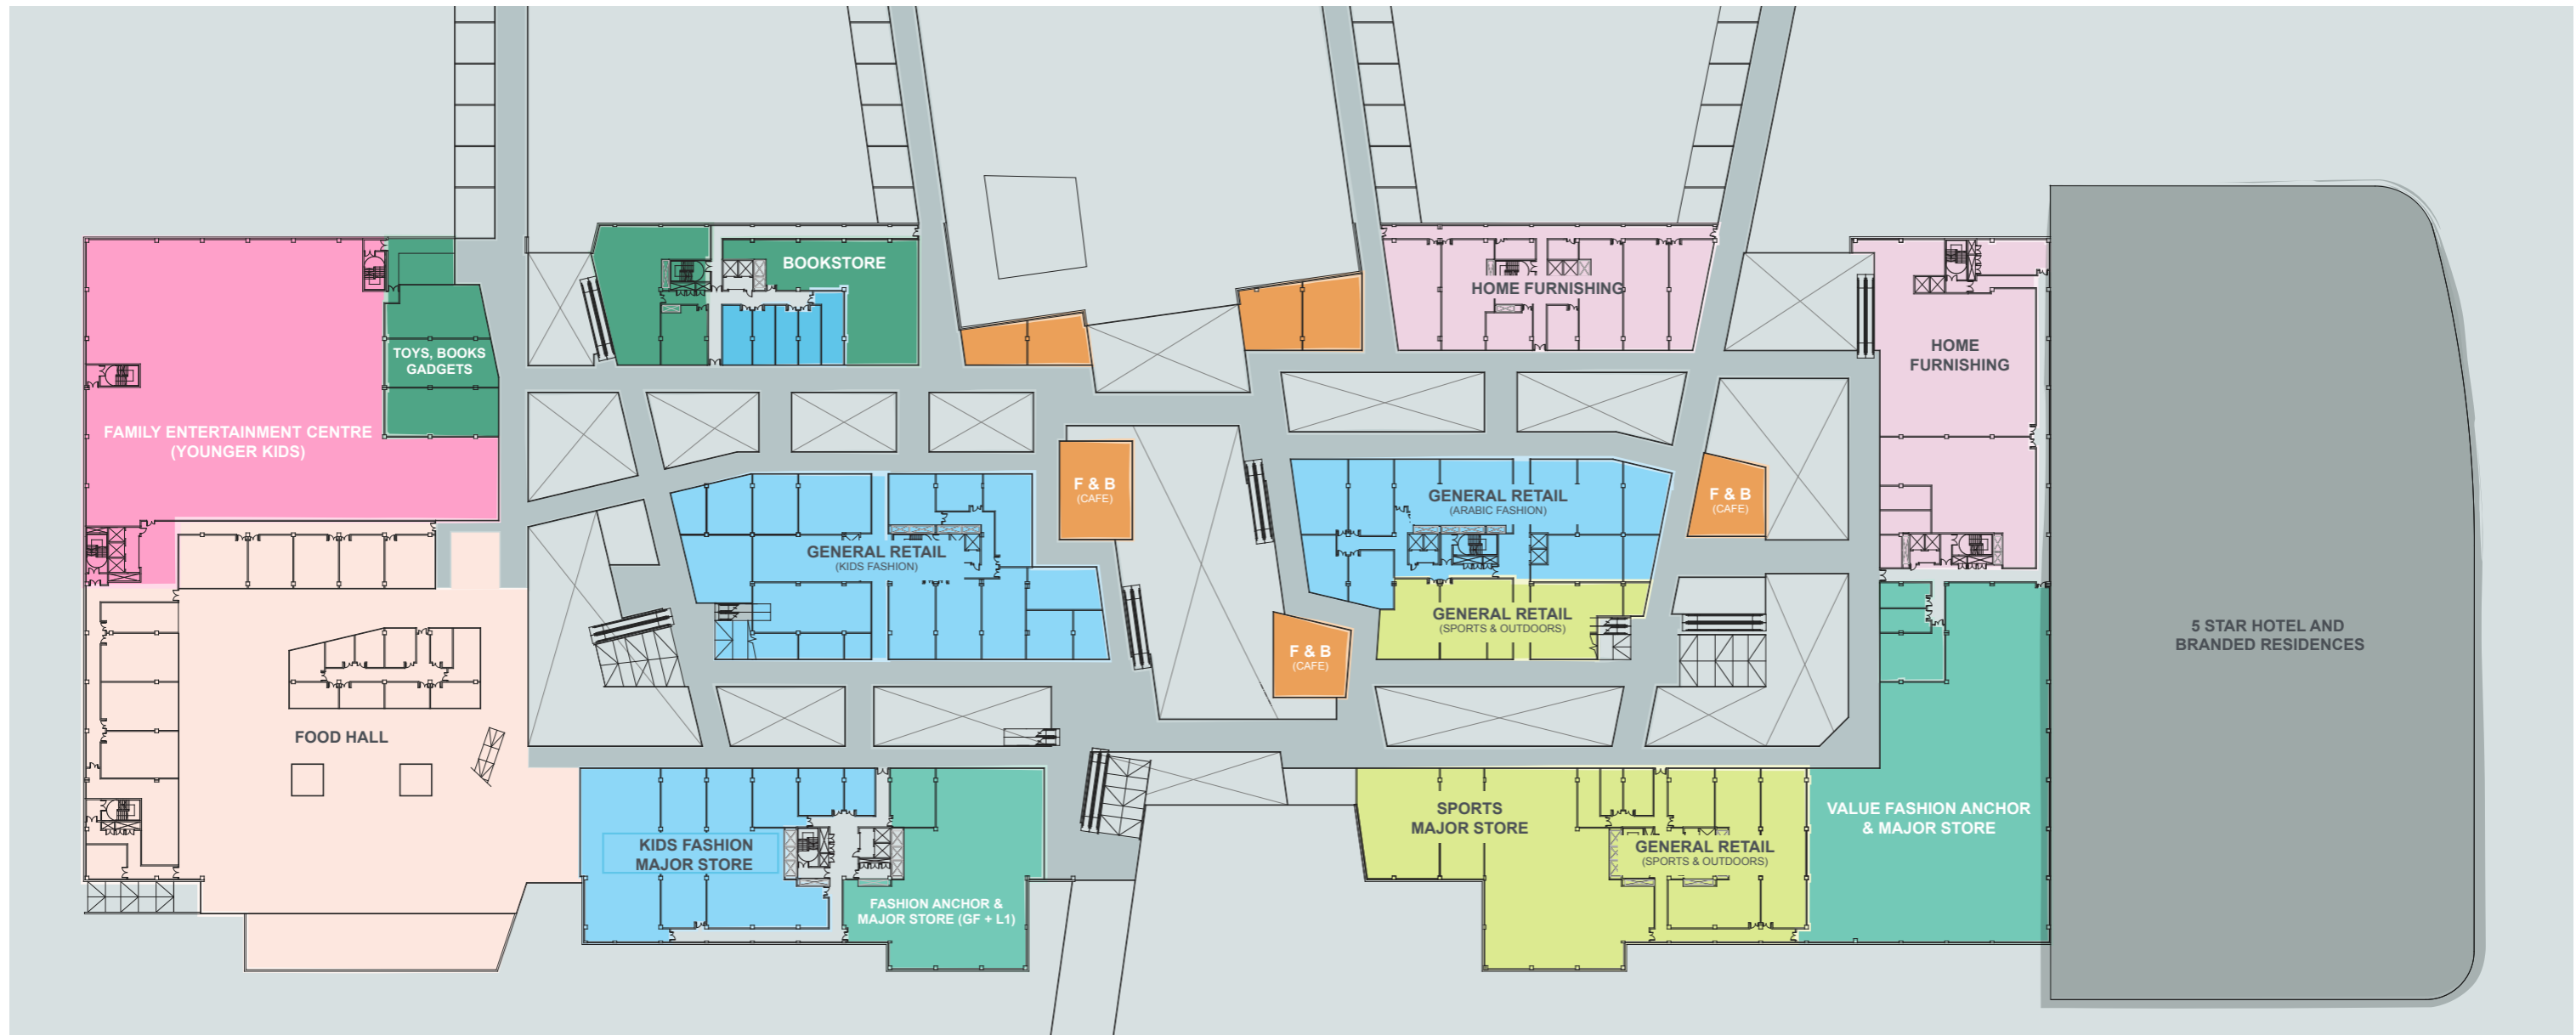 BOOKSTORE
HOME FURNISHING
TOYS, BOOKS
GADGETS
HOME
FURNISHING
FAMILY ENTERTAINMENT CENTRE
(YOUNGER KIDS)
F & B
(CAFE)
GENERAL RETAIL
(ARABIC FASHION)
F & B
(CAFE)
GENERAL RETAIL
(KIDS FASHION)
GENERAL RETAIL
(SPORTS & OUTDOORS)
5 STAR HOTEL AND
BRANDED RESIDENCES
F & B
(CAFE)
FOOD HALL
SPORTS
MAJOR STORE
VALUE FASHION ANCHOR
& MAJOR STORE
KIDS FASHION
MAJOR STORE
GENERAL RETAIL
(SPORTS & OUTDOORS)
FASHION ANCHOR &
MAJOR STORE (GF + L1)